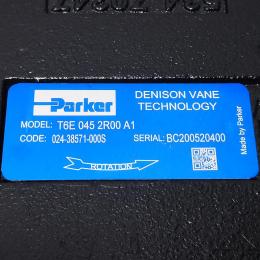 Parker
DENISON VANE
TECHNOLOGY
MODEL: T6E 045 2R00 A1
CODE: 024-38571-000S
SERIAL: BC200520400
ROTATION
Made by Parker